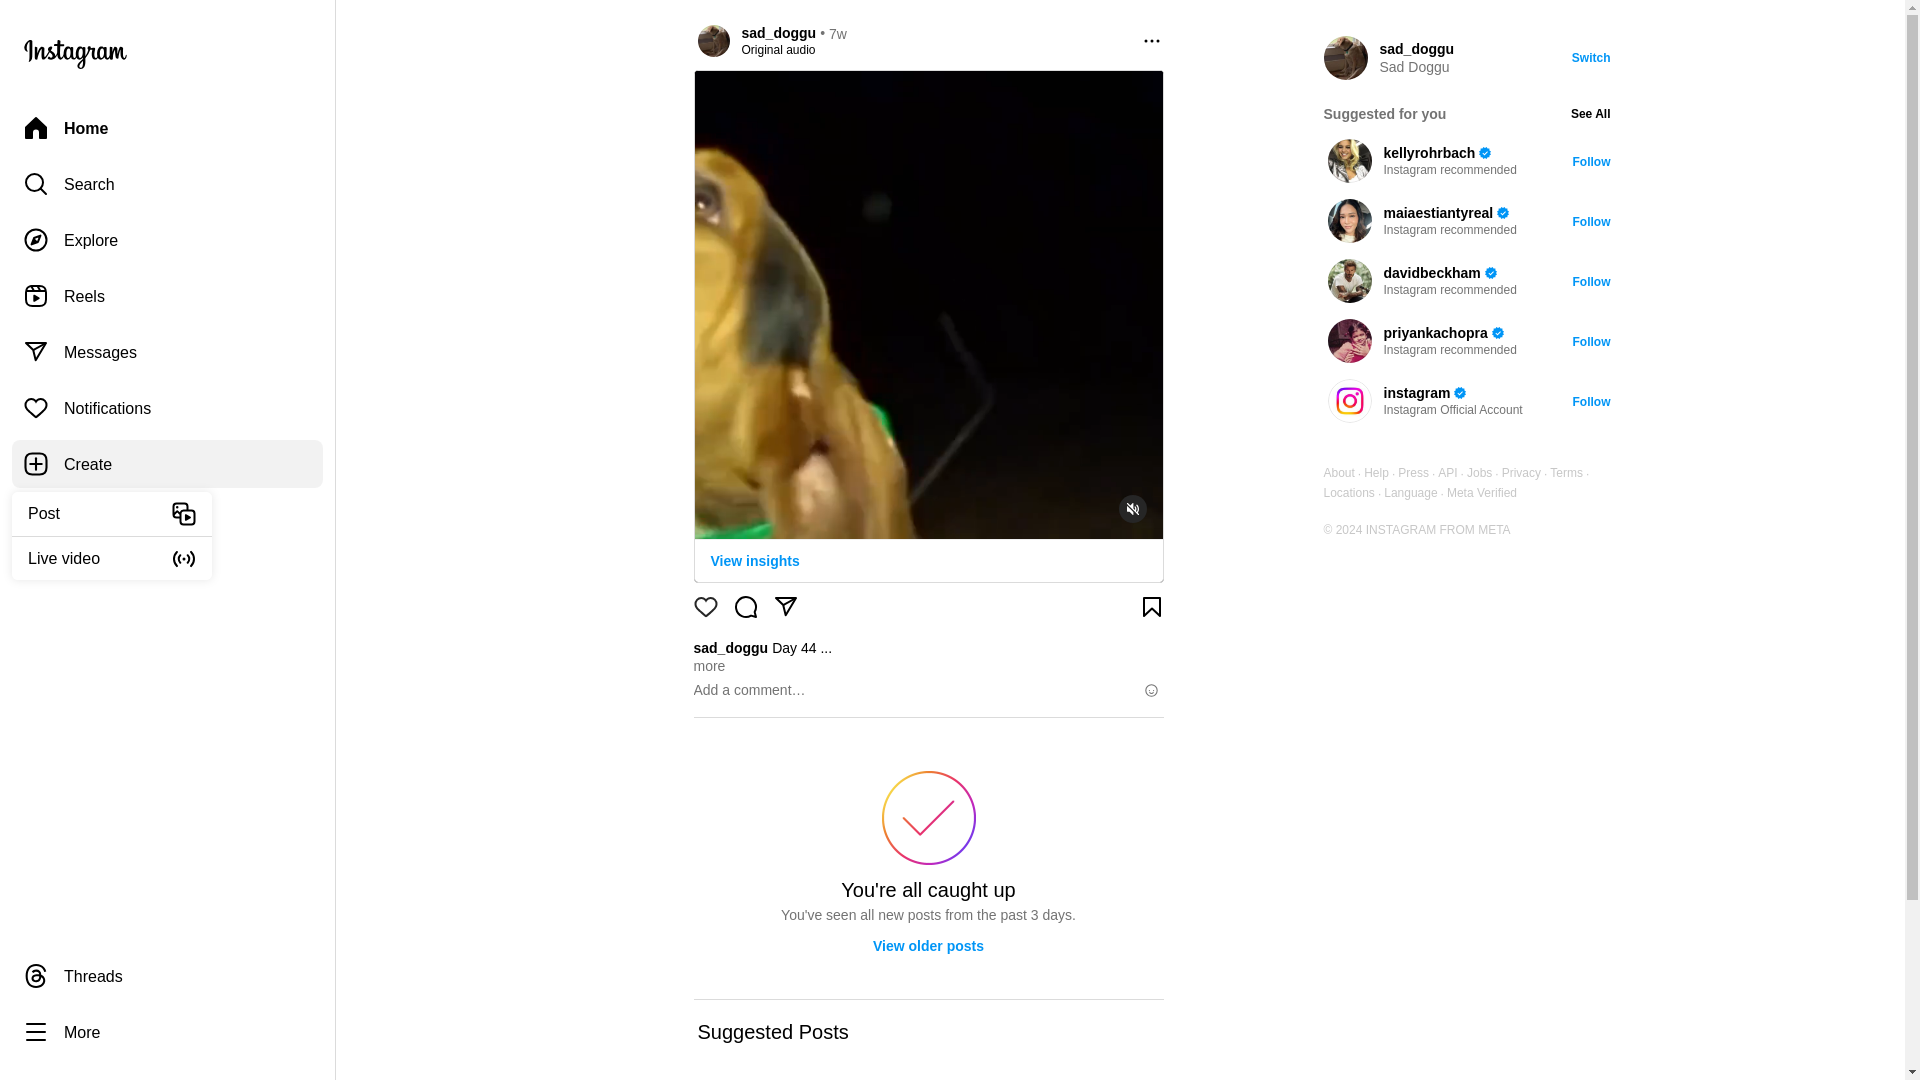 Instagram
Home
Search
Explore
Reels
Messages
Notifications
Create
Post
Live video
Threads
More
sad_doggu • 7w
Original audio
View insights
sad_doggu Day 44 ...
more
Add a comment…
You're all caught up
You've seen all new posts from the past 3 days.
View older posts
Suggested Posts
sad_doggu
Sad Doggu
Switch
Suggested for you
See All
kellyrohrbach
Instagram recommended
Follow
maiaestiantyreal
Instagram recommended
Follow
davidbeckham
Instagram recommended
Follow
priyankachopra
Instagram recommended
Follow
instagram
Instagram Official Account
Follow
About · Help · Press · API · Jobs · Privacy · Terms ·
Locations · Language · Meta Verified
© 2024 INSTAGRAM FROM META